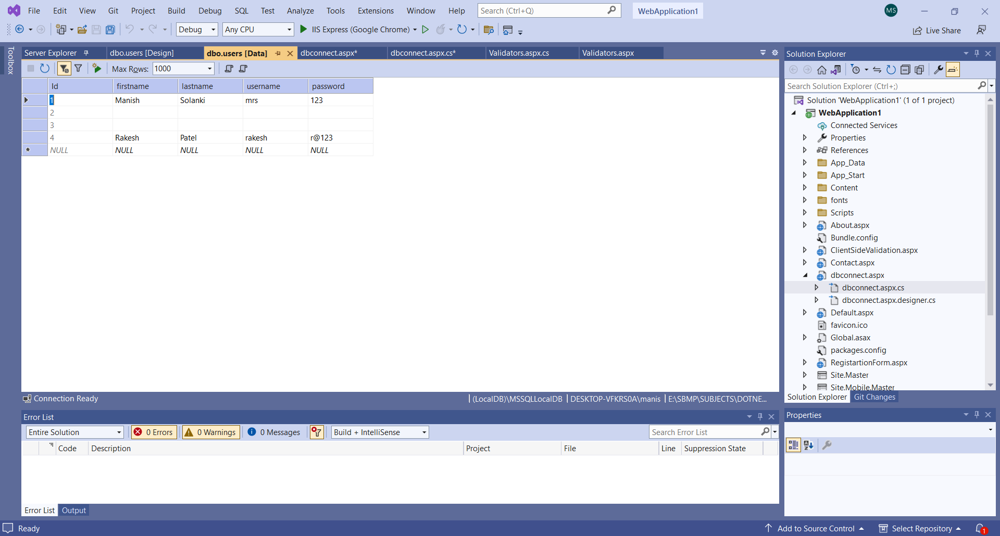 File Edit View Git Project Build Debug SQL Test Analyze Tools Extensions Window Help Search (Ctrl+Q) WebApplication1 MS
Debug Any CPU IIS Express (Google Chrome) Live Share
Toolbox
Server Explorer dbo.users [Design] dbo.users [Data] dbconnect.aspx* dbconnect.aspx.cs* Validators.aspx.cs Validators.aspx
Max Rows: 1000
Id firstname lastname username password
1 Manish Solanki mrs 123
2
3
4 Rakesh Patel rakesh r@123
* NULL NULL NULL NULL NULL
Connection Ready (LocalDB)\MSSQLLocalDB DESKTOP-VFKRS0A\manis E:\SBMP\SUBJECTS\DOTNE...
Error List
Entire Solution 0 Errors 0 Warnings 0 Messages Build + IntelliSense Search Error List
Code Description Project File Line Suppression State
Error List Output
Solution Explorer
Search Solution Explorer (Ctrl+;)
Solution 'WebApplication1' (1 of 1 project)
WebApplication1
Connected Services
Properties
References
App_Data
App_Start
Content
fonts
Scripts
About.aspx
Bundle.config
ClientSideValidation.aspx
Contact.aspx
dbconnect.aspx
dbconnect.aspx.cs
dbconnect.aspx.designer.cs
Default.aspx
favicon.ico
Global.asax
packages.config
RegistartionForm.aspx
Site.Master
Site.Mobile.Master
Solution Explorer Git Changes
Properties
Ready Add to Source Control Select Repository 1